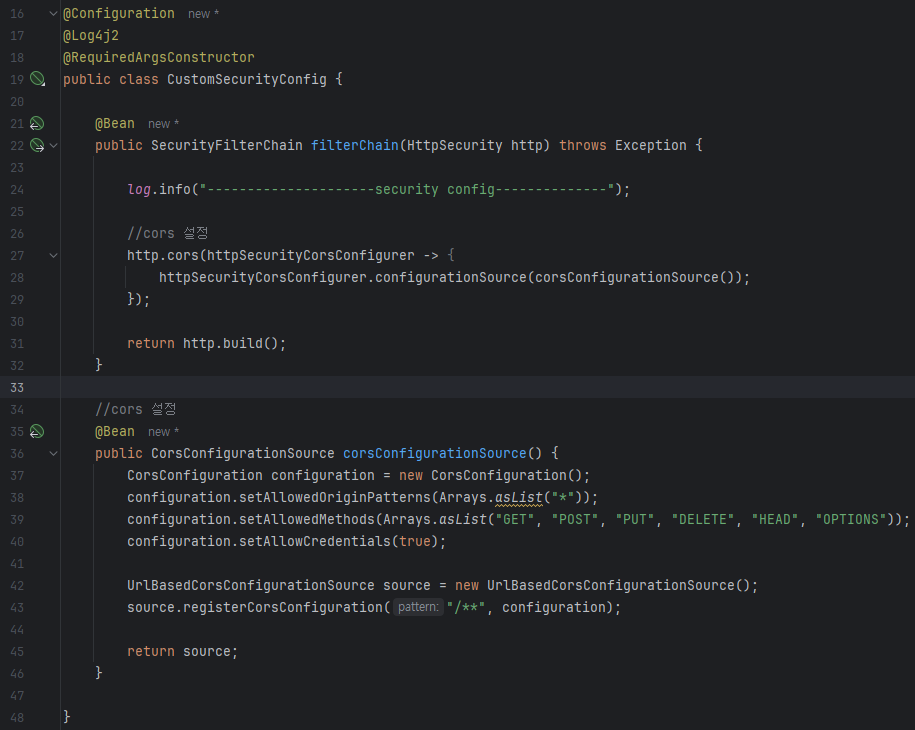 16 @Configuration new *
17 @Log4j2
18 @RequiredArgsConstructor
19 public class CustomSecurityConfig {
20
21 @Bean new *
22 public SecurityFilterChain filterChain(HttpSecurity http) throws Exception {
23
24 log.info("---------------------security config--------------");
25
26 //cors 설정
27 http.cors(httpSecurityCorsConfigurer -> {
28 httpSecurityCorsConfigurer.configurationSource(corsConfigurationSource());
29 });
30
31 return http.build();
32 }
33
34 //cors 설정
35 @Bean new *
36 public CorsConfigurationSource corsConfigurationSource() {
37 CorsConfiguration configuration = new CorsConfiguration();
38 configuration.setAllowedOriginPatterns(Arrays.asList("*"));
39 configuration.setAllowedMethods(Arrays.asList("GET", "POST", "PUT", "DELETE", "HEAD", "OPTIONS"));
40 configuration.setAllowCredentials(true);
41
42 UrlBasedCorsConfigurationSource source = new UrlBasedCorsConfigurationSource();
43 source.registerCorsConfiguration( pattern: "/**", configuration);
44
45 return source;
46 }
47
48 }